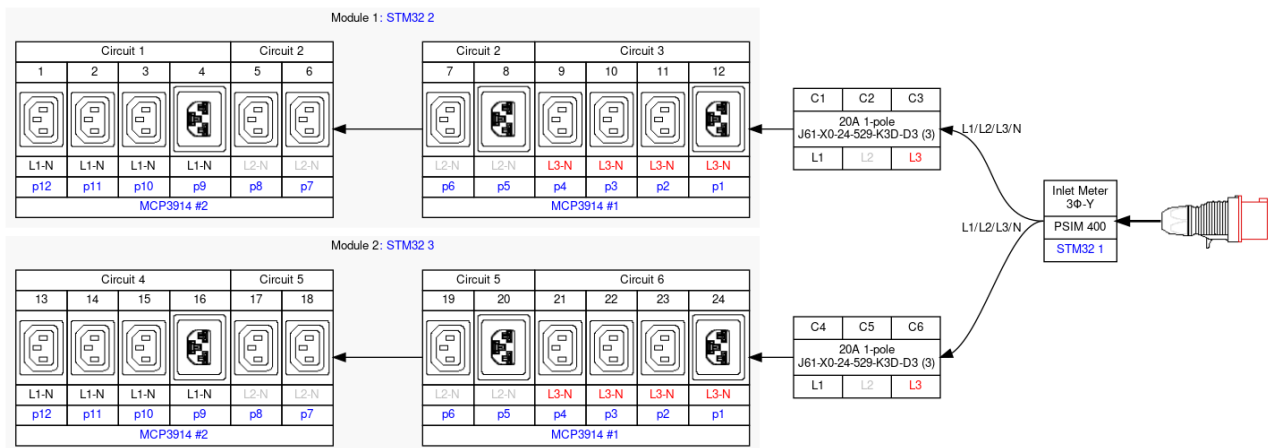 Module 1: STM32 2
Circuit 1 Circuit 2
1 2 3 4 5 6
L1-N L1-N L1-N L1-N L2-N L2-N
p12 p11 p10 p9 p8 p7
MCP3914 #2
Circuit 2 Circuit 3
7 8 9 10 11 12
L2-N L2-N L3-N L3-N L3-N L3-N
p6 p5 p4 p3 p2 p1
MCP3914 #1
C1 C2 C3
20A 1-pole
J61-X0-24-529-K3D-D3 (3)
L1 L2 L3
L1/L2/L3/N
Inlet Meter
3Φ-Y
PSIM 400
STM32 1
L1/L2/L3/N
Module 2: STM32 3
Circuit 4 Circuit 5
13 14 15 16 17 18
L1-N L1-N L1-N L1-N L2-N L2-N
p12 p11 p10 p9 p8 p7
MCP3914 #2
Circuit 5 Circuit 6
19 20 21 22 23 24
L2-N L2-N L3-N L3-N L3-N L3-N
p6 p5 p4 p3 p2 p1
MCP3914 #1
C4 C5 C6
20A 1-pole
J61-X0-24-529-K3D-D3 (3)
L1 L2 L3